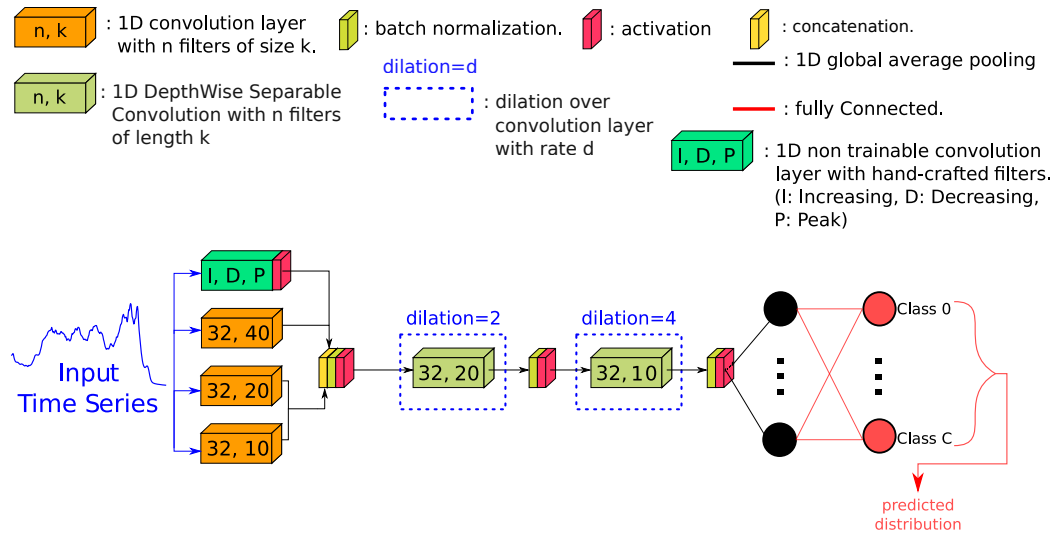 n, k
: 1D convolution layer
with n filters of size k.
: batch normalization.
: activation
: concatenation.
: 1D global average pooling
n, k
: 1D DepthWise Separable
Convolution with n filters
of length k
dilation=d
: dilation over
convolution layer
with rate d
: fully Connected.
I, D, P
: 1D non trainable convolution
layer with hand-crafted filters.
(I: Increasing, D: Decreasing,
P: Peak)
Input
Time Series
I, D, P
32, 40
32, 20
32, 10
dilation=2
32, 20
dilation=4
32, 10
Class 0
Class C
predicted
distribution